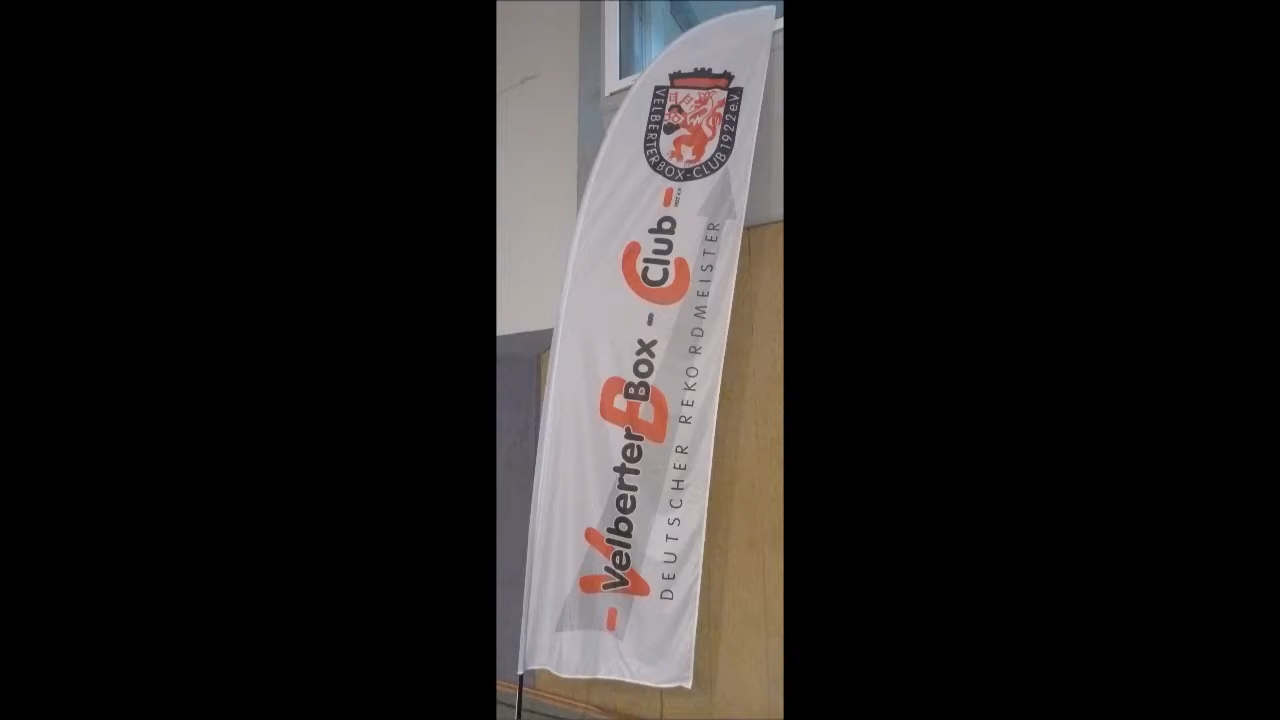 VELBERTER BOX-CLUB 1922 e.V.
- Velberter Box - Club -
DEUTSCHER REKORDMEISTER